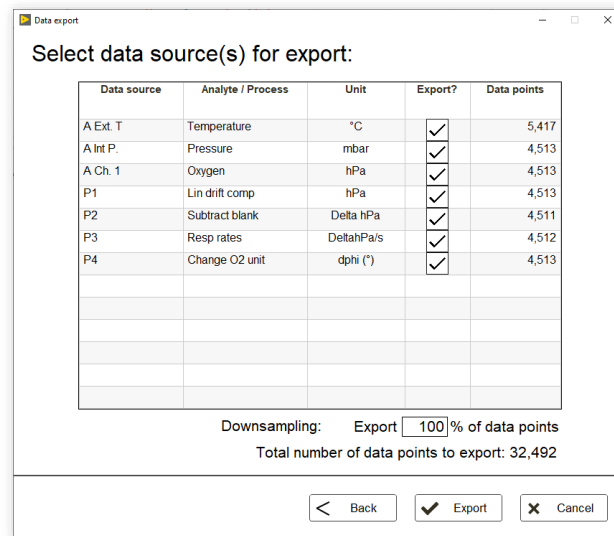 Data export
Select data source(s) for export:
Data source Analyte / Process Unit Export? Data points
A Ext. T Temperature °C 5,417
A Int P. Pressure mbar 4,513
A Ch. 1 Oxygen hPa 4,513
P1 Lin drift comp hPa 4,513
P2 Subtract blank Delta hPa 4,511
P3 Resp rates DeltahPa/s 4,512
P4 Change O2 unit dphi (°) 4,513
Downsampling: Export 100 % of data points
Total number of data points to export: 32,492
Back Export Cancel